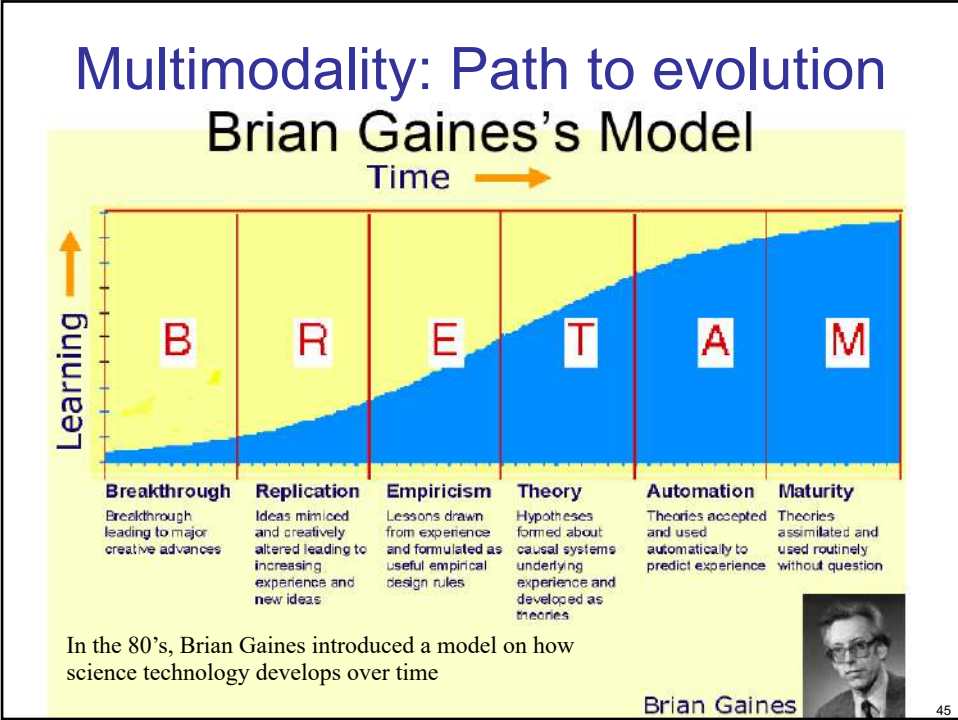 Multimodality: Path to evolution
Brian Gaines's Model
Time
Learning
B R E T A M
Breakthrough
Breakthrough
leading to major
creative advances
Replication
Ideas mimiced
and creatively
altered leading to
increasing
experience and
new ideas
Empiricism
Lessons drawn
from experience
and formulated as
useful empirical
design rules
Theory
Hypotheses
formed about
causal systems
underlying
experience and
developed as
theories
Automation
Theories accepted
and used
automatically to
predict experience
Maturity
Theories
assimilated and
used routinely
without question
In the 80's, Brian Gaines introduced a model on how
science technology develops over time
Brian Gaines
45